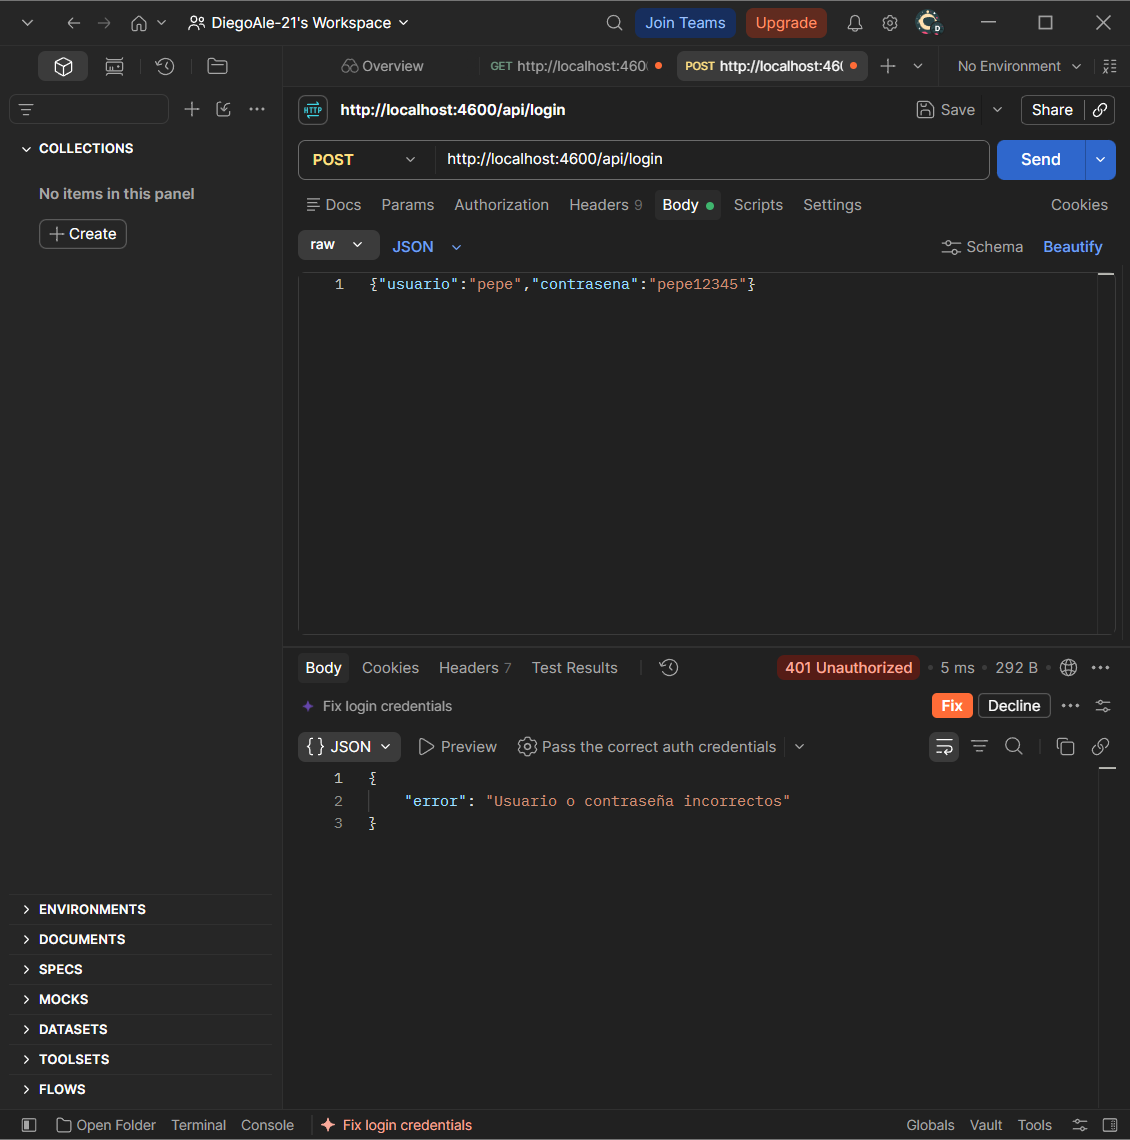 DiegoAle-21's Workspace
Join Teams
Upgrade
D
Overview
GET http://localhost:460
POST http://localhost:46(
No Environment
HTTP
http://localhost:4600/api/login
Save
Share
COLLECTIONS
No items in this panel
Create
POST
http://localhost:4600/api/login
Send
Docs
Params
Authorization
Headers 9
Body
Scripts
Settings
Cookies
raw
JSON
Schema
Beautify
1 {"usuario":"pepe","contrasena":"pepe12345"}
Body
Cookies
Headers 7
Test Results
401 Unauthorized
5 ms
292 B
Fix login credentials
Fix
Decline
{} JSON
Preview
Pass the correct auth credentials
1 {
2 "error": "Usuario o contraseña incorrectos"
3 }
ENVIRONMENTS
DOCUMENTS
SPECS
MOCKS
DATASETS
TOOLSETS
FLOWS
Open Folder
Terminal
Console
Fix login credentials
Globals
Vault
Tools